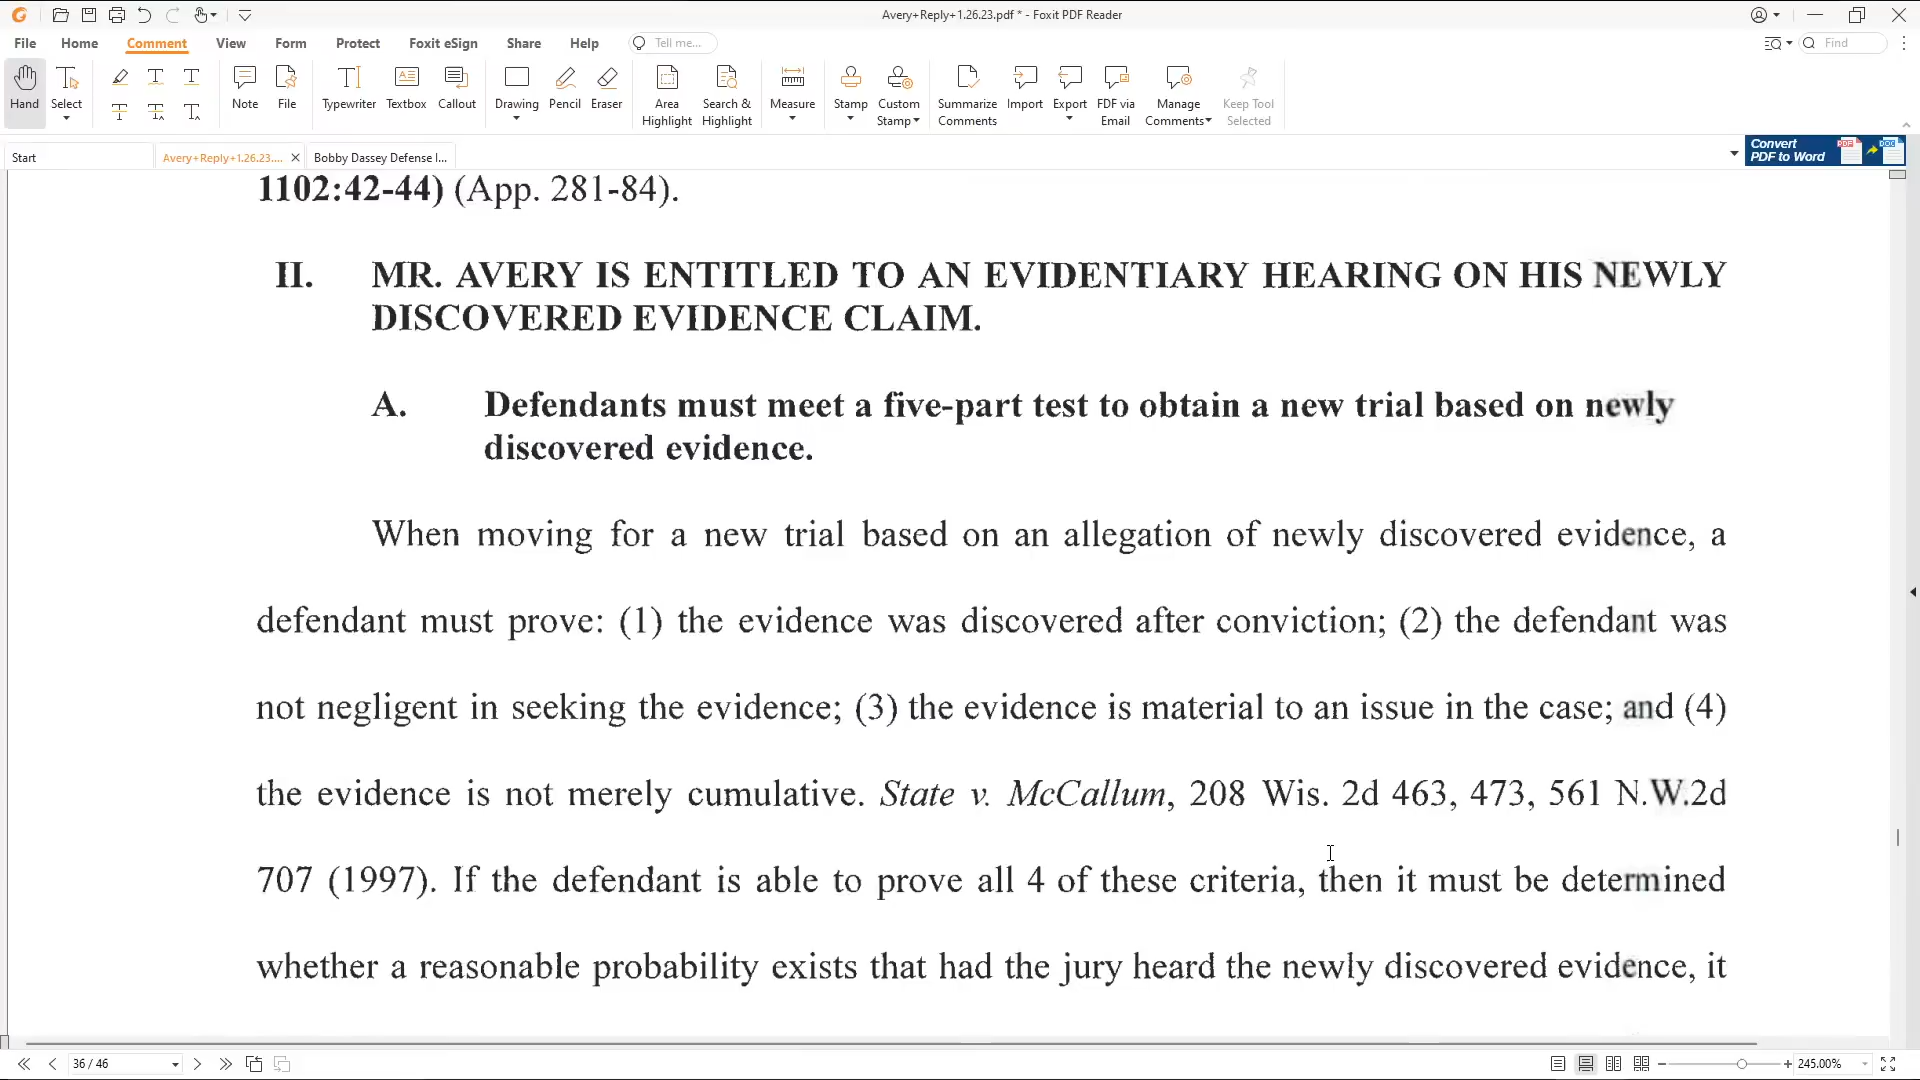 Avery+Reply+1.26.23.pdf * - Foxit PDF Reader
File Home Comment View Form Protect Foxit eSign Share Help Tell me... Find
Hand Select Note File Typewriter Textbox Callout Drawing Pencil Eraser Area Highlight Search & Highlight Measure Stamp Custom Stamp Summarize Comments Import Export FDF via Email Manage Comments Keep Tool Selected
Start Avery+Reply+1.26.23.... Bobby Dassey Defense I...
Convert
PDF to Word
PDF DOC
1102:42-44) (App. 281-84).
II. MR. AVERY IS ENTITLED TO AN EVIDENTIARY HEARING ON HIS NEWLY
DISCOVERED EVIDENCE CLAIM.
A. Defendants must meet a five-part test to obtain a new trial based on newly
discovered evidence.
When moving for a new trial based on an allegation of newly discovered evidence, a
defendant must prove: (1) the evidence was discovered after conviction; (2) the defendant was
not negligent in seeking the evidence; (3) the evidence is material to an issue in the case; and (4)
the evidence is not merely cumulative. State v. McCallum, 208 Wis. 2d 463, 473, 561 N.W.2d
707 (1997). If the defendant is able to prove all 4 of these criteria, then it must be determined
whether a reasonable probability exists that had the jury heard the newly discovered evidence, it
36 / 46 245.00%